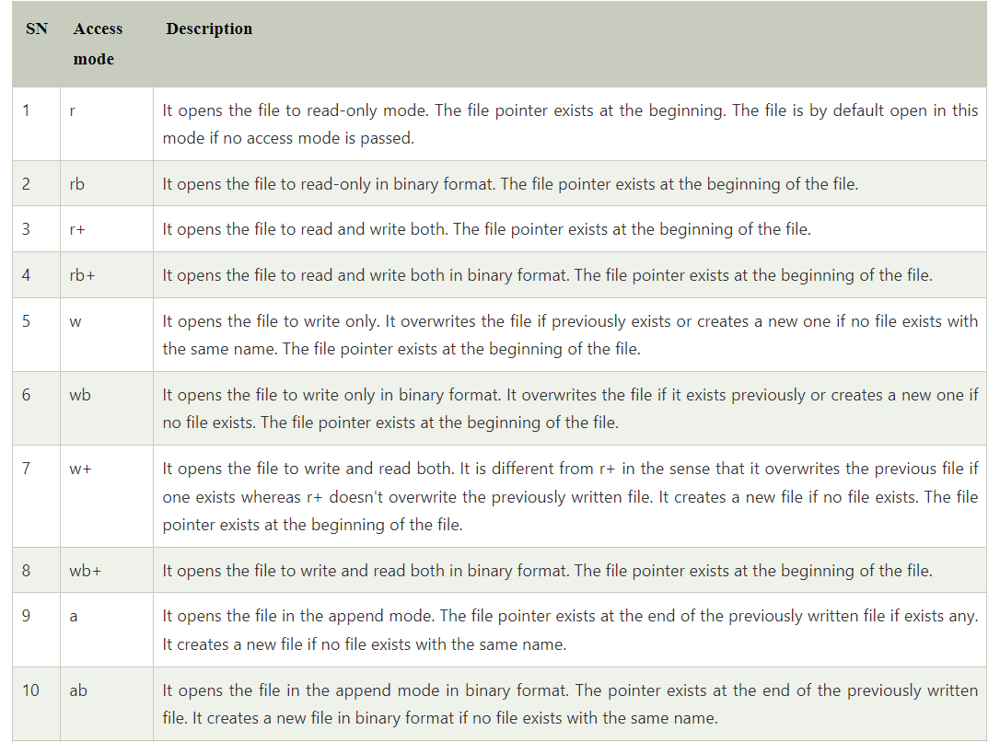 SN Access Description
mode
1 r It opens the file to read-only mode. The file pointer exists at the beginning. The file is by default open in this
mode if no access mode is passed.
2 rb It opens the file to read-only in binary format. The file pointer exists at the beginning of the file.
3 r+ It opens the file to read and write both. The file pointer exists at the beginning of the file.
4 rb+ It opens the file to read and write both in binary format. The file pointer exists at the beginning of the file.
5 w It opens the file to write only. It overwrites the file if previously exists or creates a new one if no file exists with
the same name. The file pointer exists at the beginning of the file.
6 wb It opens the file to write only in binary format. It overwrites the file if it exists previously or creates a new one if
no file exists. The file pointer exists at the beginning of the file.
7 w+ It opens the file to write and read both. It is different from r+ in the sense that it overwrites the previous file if
one exists whereas r+ doesn't overwrite the previously written file. It creates a new file if no file exists. The file
pointer exists at the beginning of the file.
8 wb+ It opens the file to write and read both in binary format. The file pointer exists at the beginning of the file.
9 a It opens the file in the append mode. The file pointer exists at the end of the previously written file if exists any.
It creates a new file if no file exists with the same name.
10 ab It opens the file in the append mode in binary format. The pointer exists at the end of the previously written
file. It creates a new file in binary format if no file exists with the same name.